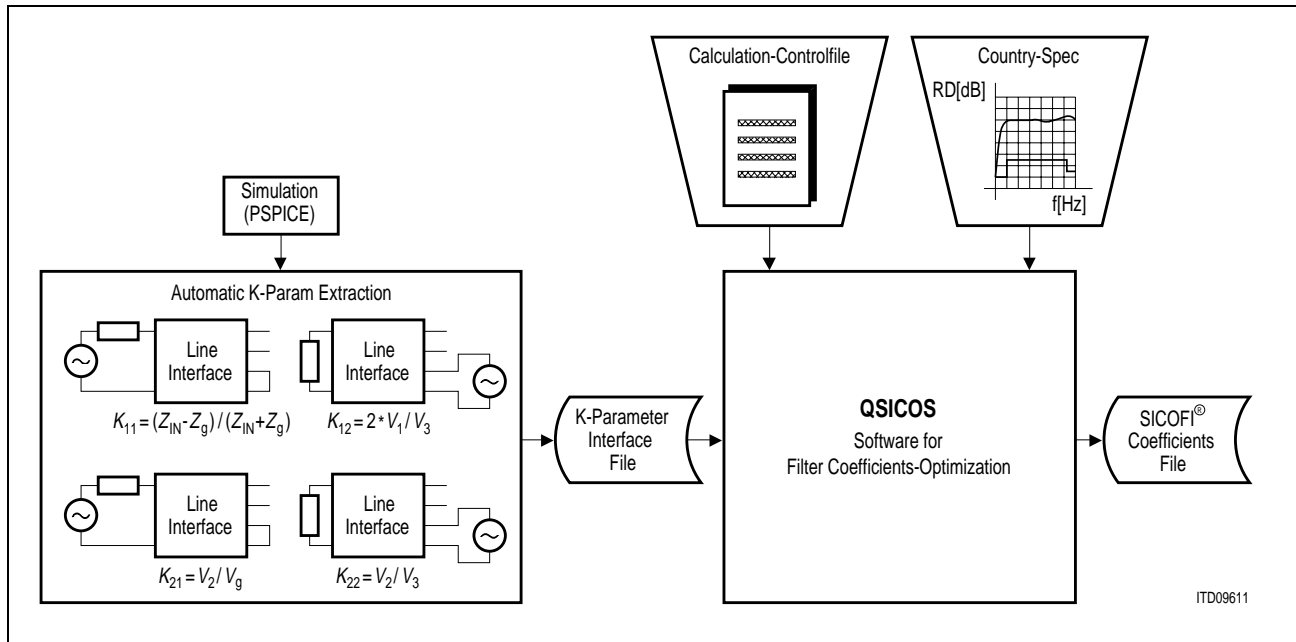 Calculation-Controlfile
Country-Spec
RD[dB]
f[Hz]
Simulation
(PSPICE)
Automatic K-Param Extraction
Line
Interface
Line
Interface
K11=(ZIN-Zg)/(ZIN+Zg)
K12=2*V1/V3
Line
Interface
Line
Interface
K21=V2/Vg
K22=V2/V3
K-Parameter
Interface
File
QSICOS
Software for
Filter Coefficients-Optimization
SICOFI®
Coefficients
File
ITD09611